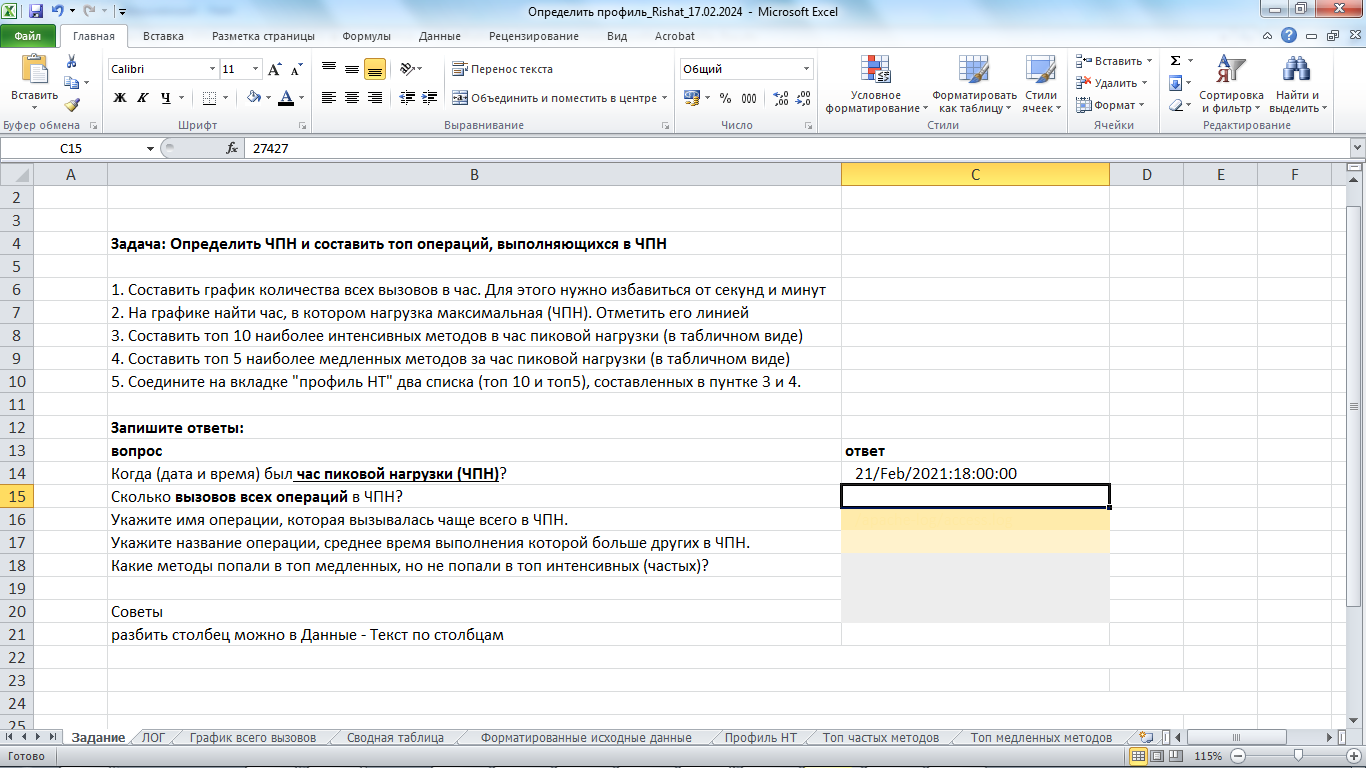 Определить профиль_Rishat_17.02.2024 - Microsoft Excel
Файл Главная Вставка Разметка страницы Формулы Данные Рецензирование Вид Acrobat
Вставить
Calibri 11
Ж К Ч
Перенос текста
Объединить и поместить в центре
Общий
% 000
Условное форматирование
Форматировать как таблицу
Стили ячеек
Вставить
Удалить
Формат
Сортировка и фильтр
Найти и выделить
Буфер обмена Шрифт Выравнивание Число Стили Ячейки Редактирование
C15 fx 27427
A B C D E F
2
3
4 Задача: Определить ЧПН и составить топ операций, выполняющихся в ЧПН
5
6 1. Составить график количества всех вызовов в час. Для этого нужно избавиться от секунд и минут
7 2. На графике найти час, в котором нагрузка максимальная (ЧПН). Отметить его линией
8 3. Составить топ 10 наиболее интенсивных методов в час пиковой нагрузки (в табличном виде)
9 4. Составить топ 5 наиболее медленных методов за час пиковой нагрузки (в табличном виде)
10 5. Соедините на вкладке "профиль НТ" два списка (топ 10 и топ5), составленных в пунтке 3 и 4.
11
12 Запишите ответы:
13 вопрос ответ
14 Когда (дата и время) был час пиковой нагрузки (ЧПН)? 21/Feb/2021:18:00:00
15 Сколько вызовов всех операций в ЧПН?
16 Укажите имя операции, которая вызывалась чаще всего в ЧПН.
17 Укажите название операции, среднее время выполнения которой больше других в ЧПН.
18 Какие методы попали в топ медленных, но не попали в топ интенсивных (частых)?
19
20 Советы
21 разбить столбец можно в Данные - Текст по столбцам
22
23
24
25
Задание ЛОГ График всего вызовов Сводная таблица Форматированные исходные данные Профиль НТ Топ частых методов Топ медленных методов
Готово 115%